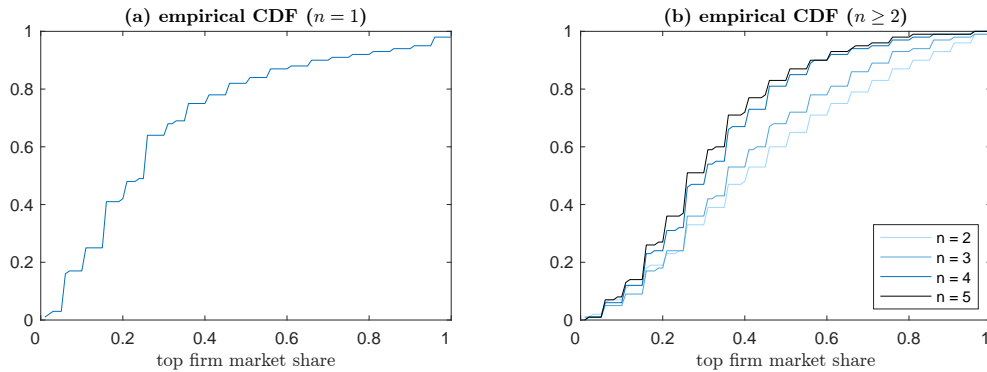 (a) empirical CDF (n = 1)
1
0.8
0.6
0.4
0.2
0
0 0.2 0.4 0.6 0.8 1
top firm market share
(b) empirical CDF (n ≥ 2)
1
0.8
0.6
0.4
0.2
0
n = 2
n = 3
n = 4
n = 5
0 0.2 0.4 0.6 0.8 1
top firm market share